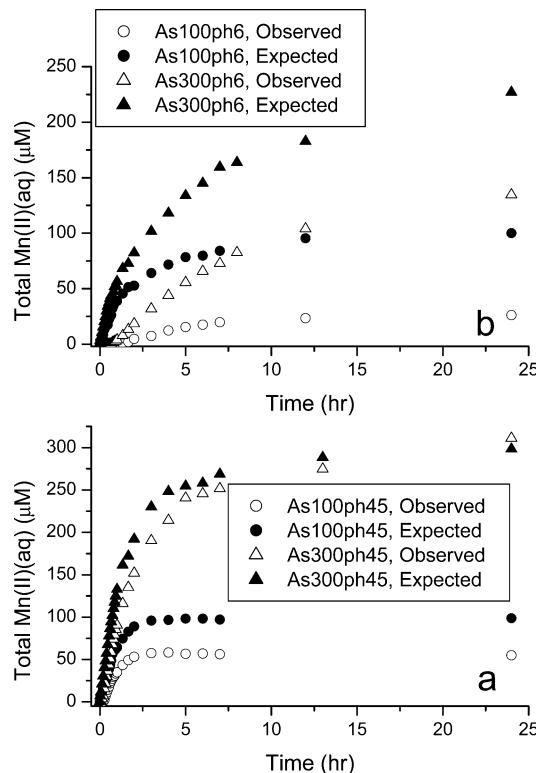 As100ph6, Observed
As100ph6, Expected
As300ph6, Observed
As300ph6, Expected
250
200
150
100
50
0
Total Mn(II)(aq) (μM)
b
0 5 10 15 20 25
Time (hr)
300
250
200
150
100
50
0
Total Mn(II)(aq) (μM)
As100ph45, Observed
As100ph45, Expected
As300ph45, Observed
As300ph45, Expected
a
0 5 10 15 20 25
Time (hr)